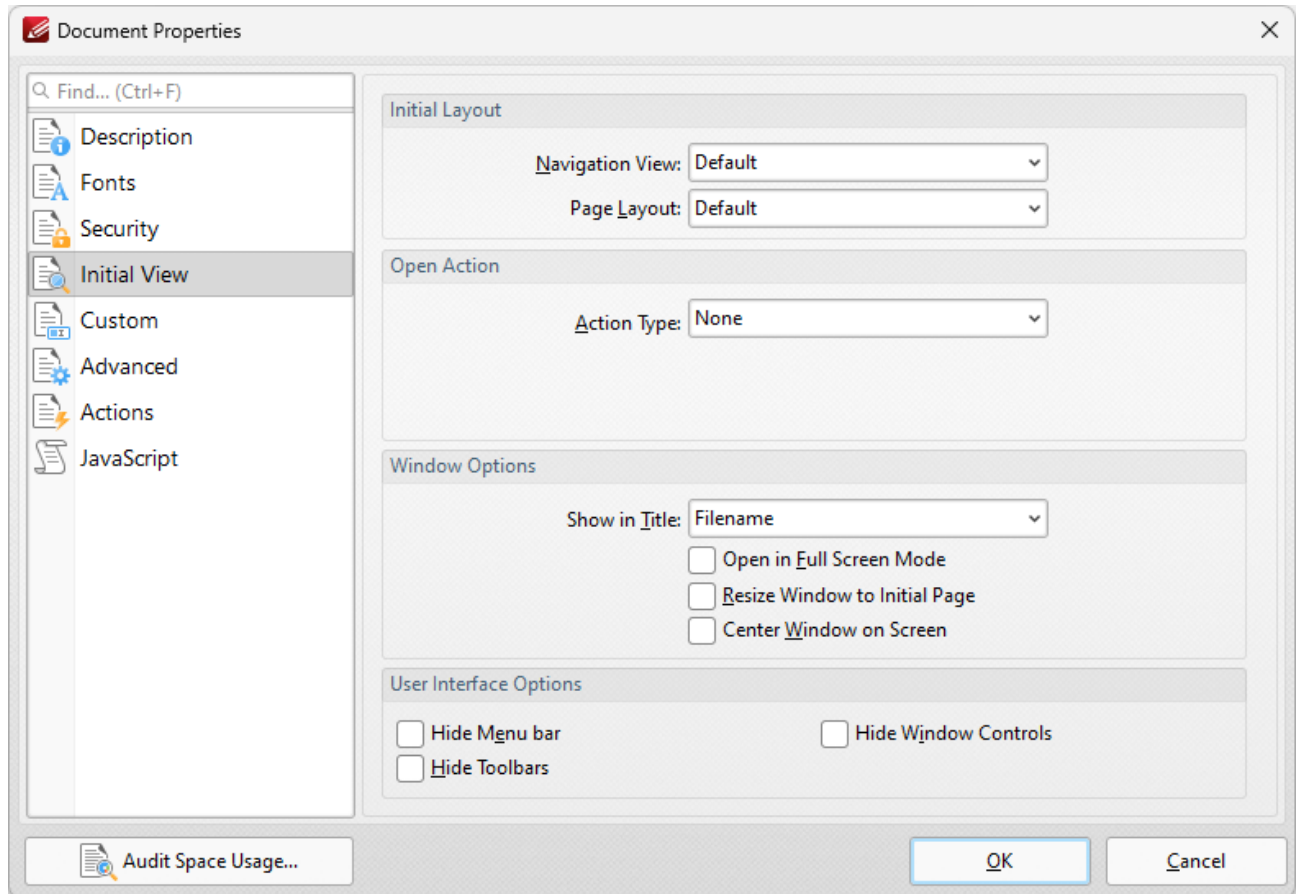 Document Properties
Find... (Ctrl+F)
Description
Fonts
Security
Initial View
Custom
Advanced
Actions
JavaScript
Initial Layout
Navigation View: Default
Page Layout: Default
Open Action
Action Type: None
Window Options
Show in Title: Filename
Open in Full Screen Mode
Resize Window to Initial Page
Center Window on Screen
User Interface Options
Hide Menu bar
Hide Window Controls
Hide Toolbars
Audit Space Usage...
OK
Cancel